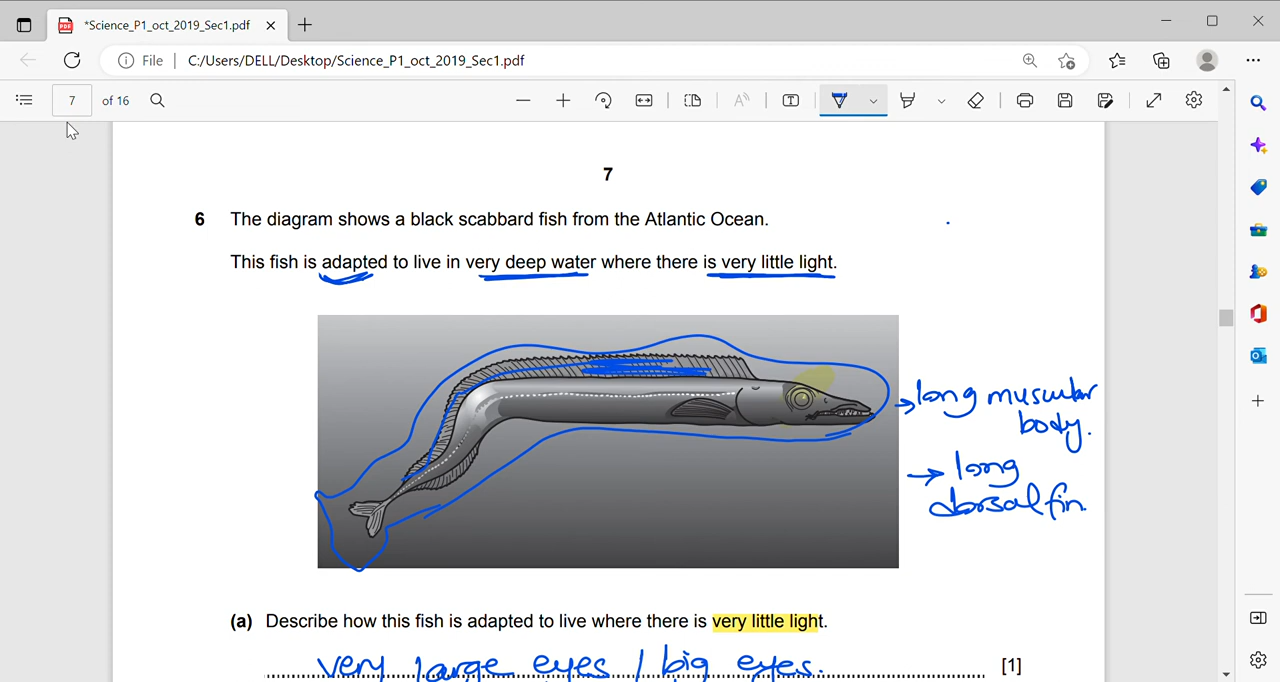 *Science_P1_oct_2019_Sec1.pdf
File
C:/Users/DELL/Desktop/Science_P1_oct_2019_Sec1.pdf
7 of 16
7
6 The diagram shows a black scabbard fish from the Atlantic Ocean.
This fish is adapted to live in very deep water where there is very little light.
→ long muscular
body.
→ long
dorsal fin.
(a) Describe how this fish is adapted to live where there is very little light.
very large eyes / big eyes. [1]